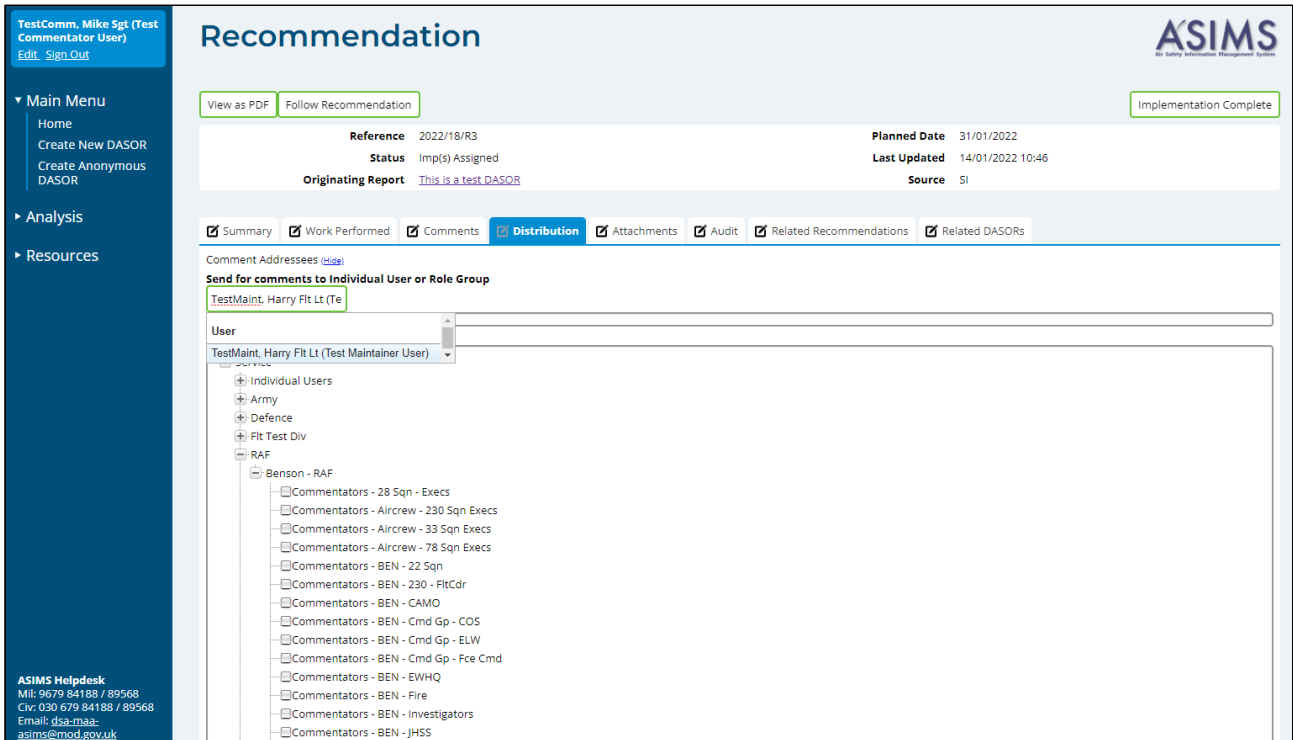 TestComm, Mike Sgt (Test
Commentator User)
Edit Sign Out
Main Menu
Home
Create New DASOR
Create Anonymous
DASOR
Analysis
Resources
ASIMS Helpdesk
Mil: 9679 84188 / 89568
Civ: 030 679 84188 / 89568
Email: dsa-maa-
asims@mod.gov.uk
Recommendation
ASIMS
Air Safety Information Management System
View as PDF Follow Recommendation Implementation Complete
Reference 2022/18/R3 Planned Date 31/01/2022
Status Imp(s) Assigned Last Updated 14/01/2022 10:46
Originating Report This is a test DASOR Source SI
Summary Work Performed Comments Distribution Attachments Audit Related Recommendations Related DASORs
Comment Addressees (Hide)
Send for comments to Individual User or Role Group
TestMaint, Harry Flt Lt (Te
User
TestMaint, Harry Flt Lt (Test Maintainer User)
Service
Individual Users
Army
Defence
Flt Test Div
RAF
Benson - RAF
Commentators - 28 Sqn - Execs
Commentators - Aircrew - 230 Sqn Execs
Commentators - Aircrew - 33 Sqn Execs
Commentators - Aircrew - 78 Sqn Execs
Commentators - BEN - 22 Sqn
Commentators - BEN - 230 - FltCdr
Commentators - BEN - CAMO
Commentators - BEN - Cmd Gp - COS
Commentators - BEN - Cmd Gp - ELW
Commentators - BEN - Cmd Gp - Fce Cmd
Commentators - BEN - EWHQ
Commentators - BEN - Fire
Commentators - BEN - Investigators
Commentators - BEN - JHSS